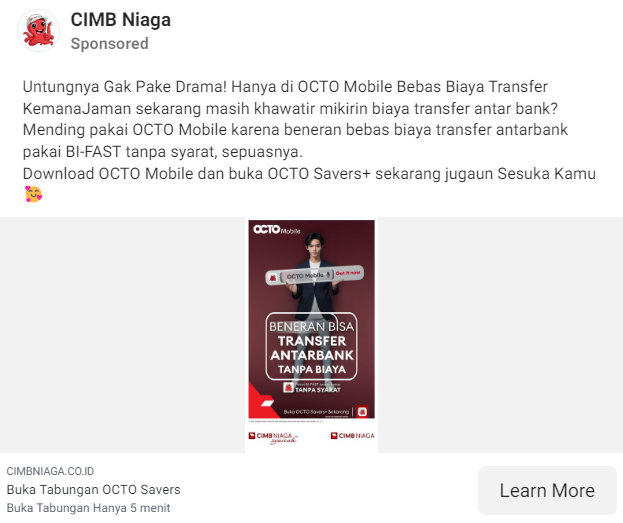 CIMB Niaga
Sponsored
Untungnya Gak Pake Drama! Hanya di OCTO Mobile Bebas Biaya Transfer
KemanaJaman sekarang masih khawatir mikirin biaya transfer antar bank?
Mending pakai OCTO Mobile karena beneran bebas biaya transfer antarbank
pakai BI-FAST tanpa syarat, sepuasnya.
Download OCTO Mobile dan buka OCTO Savers+ sekarang jugaun Sesuka Kamu
🥰
OCTO Mobile
OCTO Mobile Get it now
BENERAN BISA
TRANSFER
ANTARBANK
TANPA BIAYA
TANPA SYARAT
Buka OCTO Savers+ Sekarang
CIMB NIAGA syariah CIMB NIAGA
CIMBNIAGA.CO.ID
Buka Tabungan OCTO Savers
Buka Tabungan Hanya 5 menit
Learn More